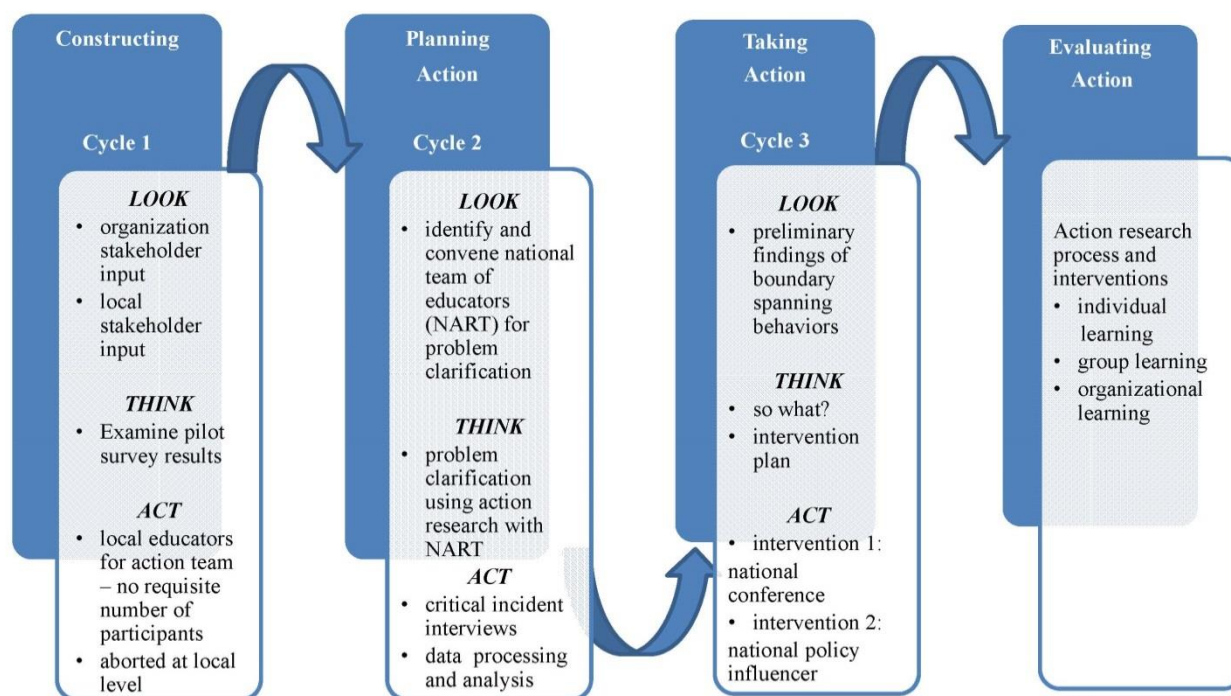 Constructing
Cycle 1
LOOK
• organization
stakeholder
input
• local
stakeholder
input
THINK
• Examine pilot
survey results
ACT
• local educators
for action team
– no requisite
number of
participants
• aborted at local
level
Planning
Action
Cycle 2
LOOK
• identify and
convene national
team of
educators
(NART) for
problem
clarification
THINK
• problem
clarification
using action
research with
NART
ACT
• critical incident
interviews
• data processing
and analysis
Taking
Action
Cycle 3
LOOK
• preliminary
findings of
boundary
spanning
behaviors
THINK
• so what?
• intervention
plan
ACT
• intervention 1:
national
conference
• intervention 2:
national policy
influencer
Evaluating
Action
Action research
process and
interventions
• individual
learning
• group learning
• organizational
learning